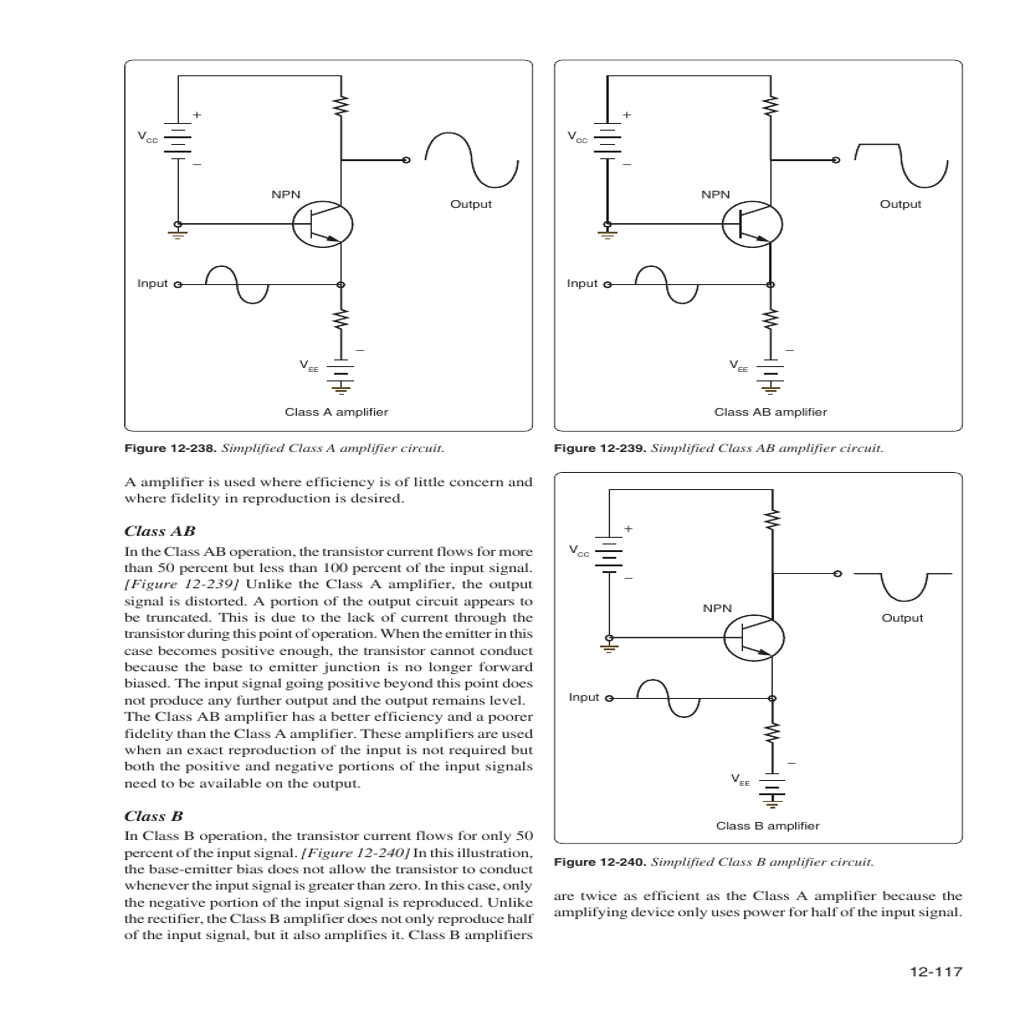 +
VCC
–
NPN
Output
Input
–
VEE
Class A amplifier
Figure 12-238. Simplified Class A amplifier circuit.
A amplifier is used where efficiency is of little concern and
where fidelity in reproduction is desired.
Class AB
In the Class AB operation, the transistor current flows for more
than 50 percent but less than 100 percent of the input signal.
[Figure 12-239] Unlike the Class A amplifier, the output
signal is distorted. A portion of the output circuit appears to
be truncated. This is due to the lack of current through the
transistor during this point of operation. When the emitter in this
case becomes positive enough, the transistor cannot conduct
because the base to emitter junction is no longer forward
biased. The input signal going positive beyond this point does
not produce any further output and the output remains level.
The Class AB amplifier has a better efficiency and a poorer
fidelity than the Class A amplifier. These amplifiers are used
when an exact reproduction of the input is not required but
both the positive and negative portions of the input signals
need to be available on the output.
Class B
In Class B operation, the transistor current flows for only 50
percent of the input signal. [Figure 12-240] In this illustration,
the base-emitter bias does not allow the transistor to conduct
whenever the input signal is greater than zero. In this case, only
the negative portion of the input signal is reproduced. Unlike
the rectifier, the Class B amplifier does not only reproduce half
of the input signal, but it also amplifies it. Class B amplifiers
+
VCC
–
NPN
Output
Input
–
VEE
Class AB amplifier
Figure 12-239. Simplified Class AB amplifier circuit.
+
VCC
–
NPN
Output
Input
–
VEE
Class B amplifier
Figure 12-240. Simplified Class B amplifier circuit.
are twice as efficient as the Class A amplifier because the
amplifying device only uses power for half of the input signal.
12-117